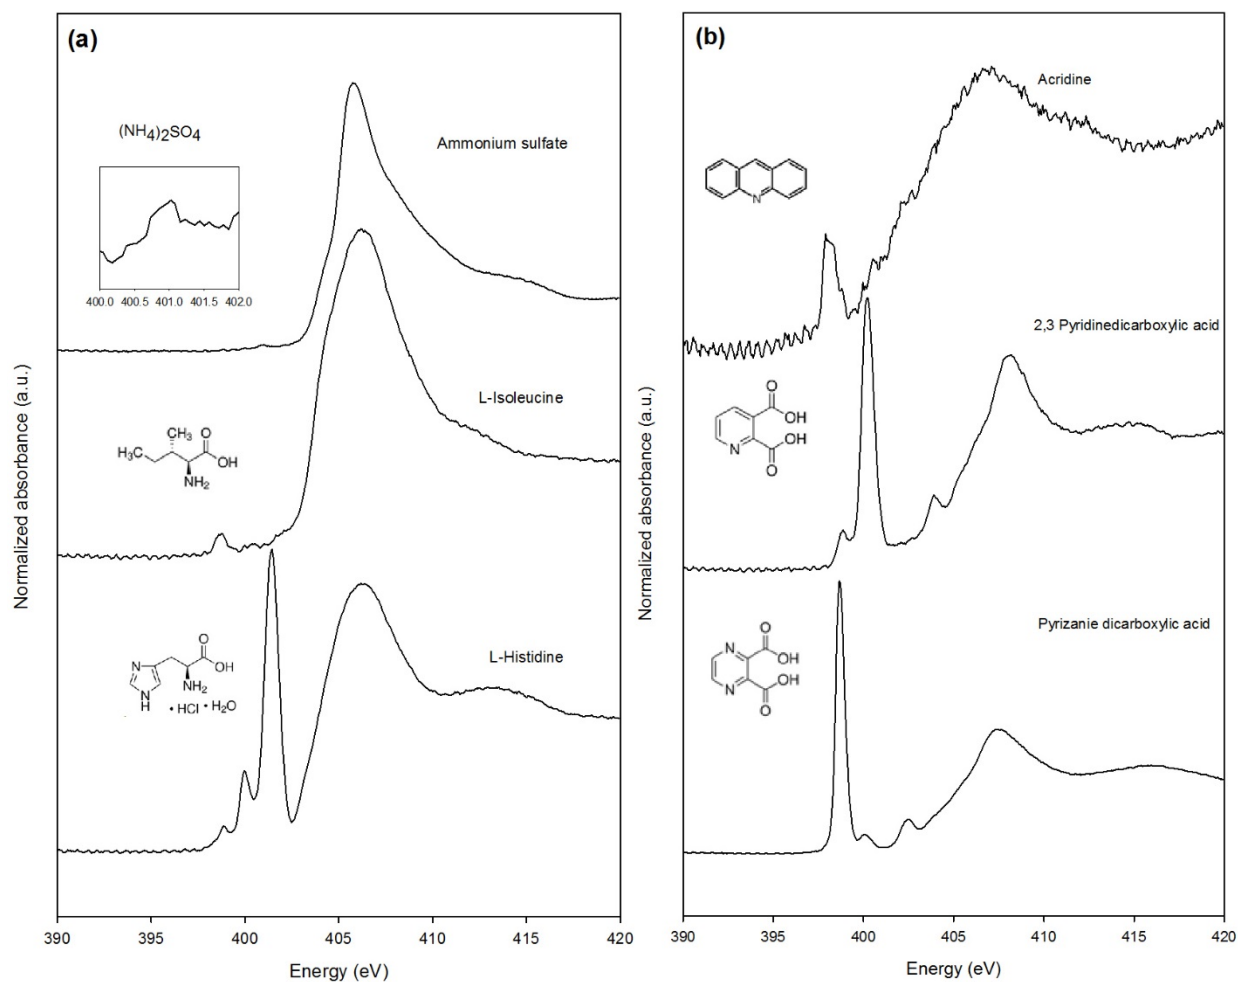 (a)
(NH4)2SO4
Ammonium sulfate
400.0 400.5 401.0 401.5 402.0
L-Isoleucine
CH3 O
H3C OH
NH2
L-Histidine
N O
OH
N NH2
H • HCl • H2O
390 395 400 405 410 415 420
Energy (eV)
Normalized absorbance (a.u.)
(b)
Acridine
N
2,3 Pyridinedicarboxylic acid
O
OH
OH
N
O
Pyrizanie dicarboxylic acid
O
N OH
OH
N
O
390 395 400 405 410 415 420
Energy (eV)
Normalized absorbance (a.u.)